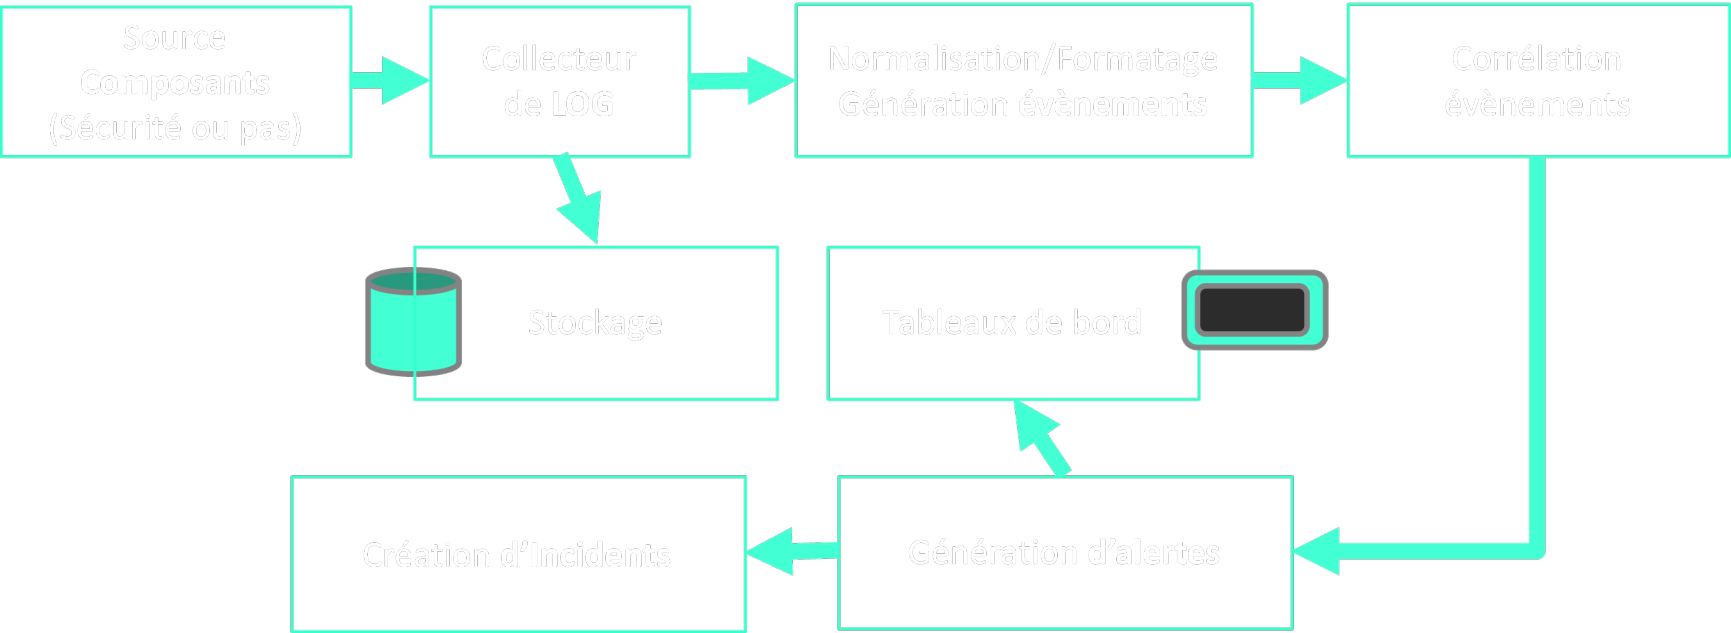 Source
Composants
(Sécurité ou pas)
Collecteur
de LOG
Normalisation/Formatage
Génération évènements
Corrélation
évènements
Stockage
Tableaux de bord
Création d’Incidents
Génération d’alertes